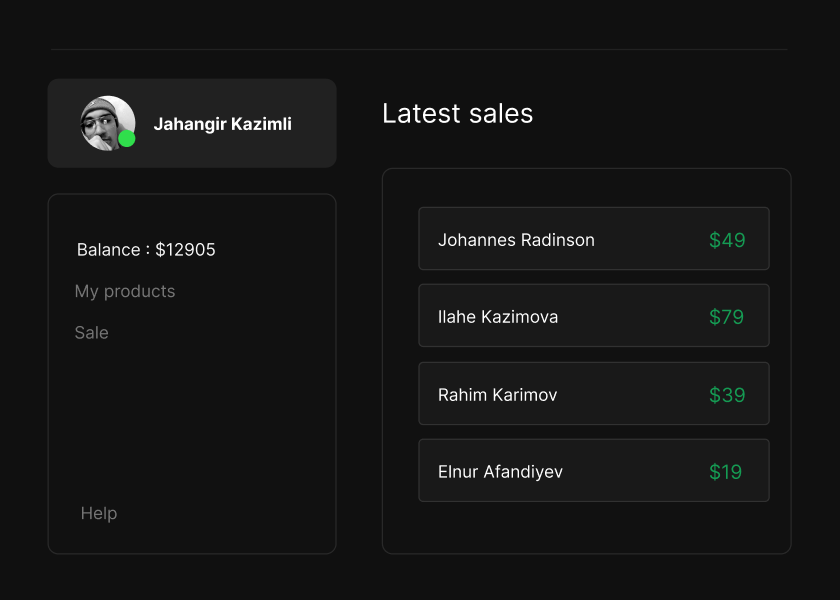 Jahangir Kazimli
Balance : $12905
My products
Sale
Help
Latest sales
Johannes Radinson $49
Ilahe Kazimova $79
Rahim Karimov $39
Elnur Afandiyev $19